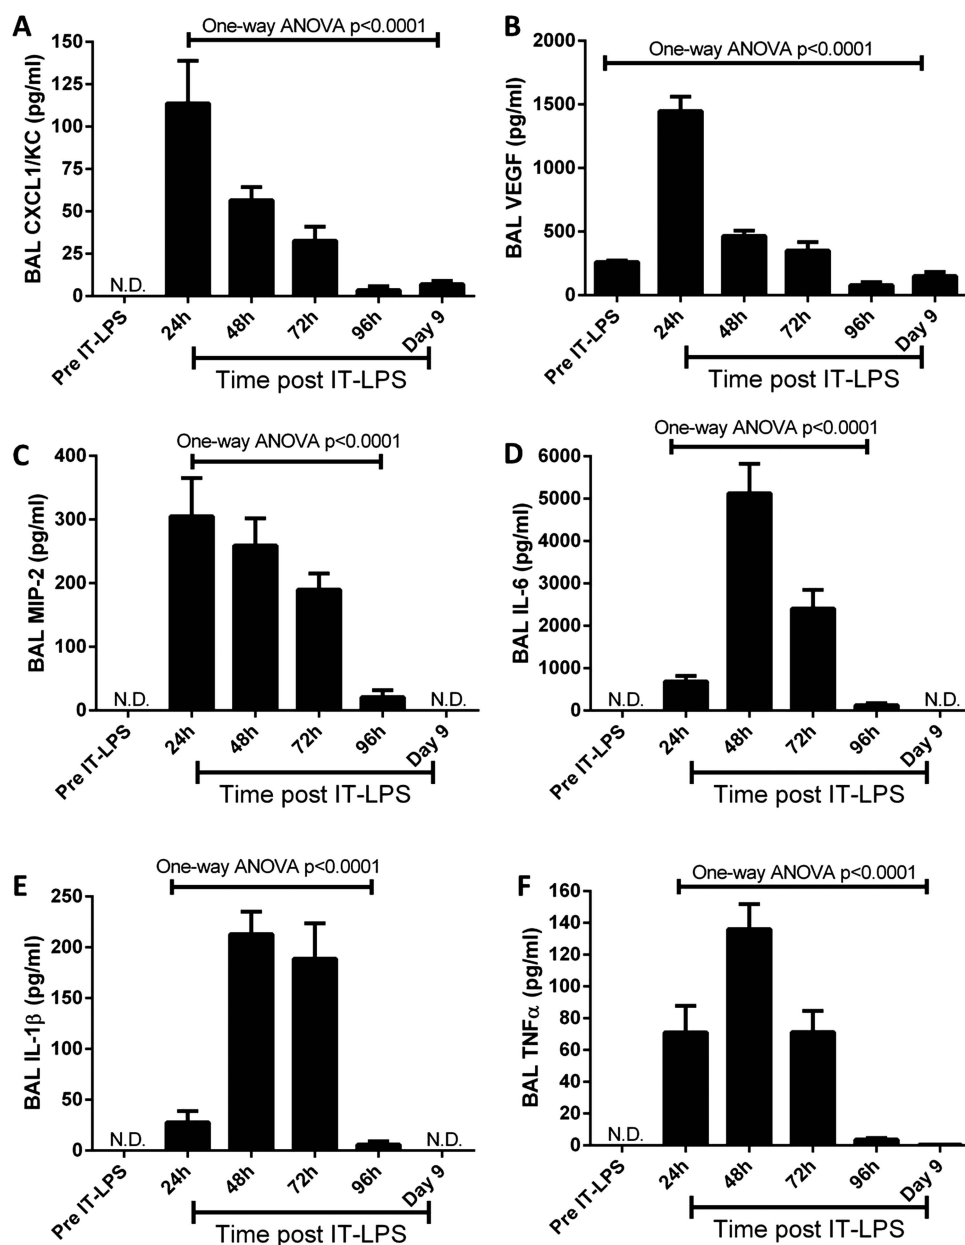 A
One-way ANOVA p<0.0001
BAL CXCL1/KC (pg/ml)
150
125
100
75
50
25
0
N.D.
Pre IT-LPS
24h
48h
72h
96h
Day 9
Time post IT-LPS
B
One-way ANOVA p<0.0001
BAL VEGF (pg/ml)
2000
1500
1000
500
0
Pre IT-LPS
24h
48h
72h
96h
Day 9
Time post IT-LPS
C
One-way ANOVA p<0.0001
BAL MIP-2 (pg/ml)
400
300
200
100
0
N.D.
N.D.
Pre IT-LPS
24h
48h
72h
96h
Day 9
Time post IT-LPS
D
One-way ANOVA p<0.0001
BAL IL-6 (pg/ml)
6000
5000
4000
3000
2000
1000
0
N.D.
N.D.
Pre IT-LPS
24h
48h
72h
96h
Day 9
Time post IT-LPS
E
One-way ANOVA p<0.0001
BAL IL-1β (pg/ml)
250
200
150
100
50
0
N.D.
N.D.
Pre IT-LPS
24h
48h
72h
96h
Day 9
Time post IT-LPS
F
One-way ANOVA p<0.0001
BAL TNFα (pg/ml)
160
140
120
100
80
60
40
20
0
N.D.
Pre IT-LPS
24h
48h
72h
96h
Day 9
Time post IT-LPS